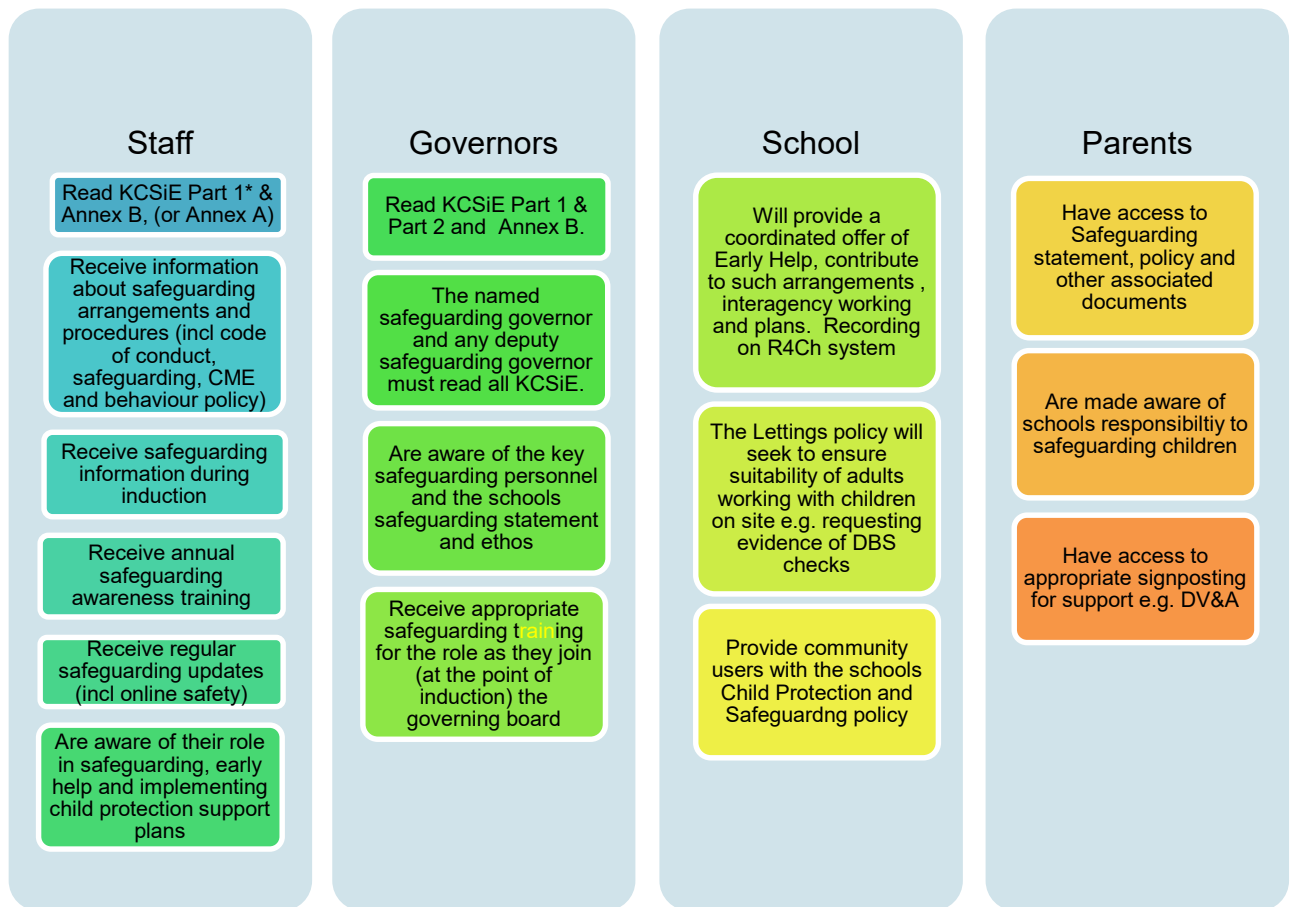 Staff
Read KCSiE Part 1* &
Annex B, (or Annex A)
Receive information
about safeguarding
arrangements and
procedures (incl code
of conduct,
safeguarding, CME
and behaviour policy)
Receive safeguarding
information during
induction
Receive annual
safeguarding
awareness training
Receive regular
safeguarding updates
(incl online safety)
Are aware of their role
in safeguarding, early
help and implementing
child protection support
plans
Governors
Read KCSiE Part 1 &
Part 2 and  Annex B.
The named
safeguarding governor
and any deputy
safeguarding governor
must read all KCSiE.
Are aware of the key
safeguarding personnel
and the schools
safeguarding statement
and ethos
Receive appropriate
safeguarding training
for the role as they join
(at the point of
induction) the
governing board
School
Will provide a
coordinated offer of
Early Help, contribute
to such arrangements ,
interagency working
and plans.  Recording
on R4Ch system
The Lettings policy will
seek to ensure
suitability of adults
working with children
on site e.g. requesting
evidence of DBS
checks
Provide community
users with the schools
Child Protection and
Safeguardng policy
Parents
Have access to
Safeguarding
statement, policy and
other associated
documents
Are made aware of
schools responsibiltiy to
safeguarding children
Have access to
appropriate signposting
for support e.g. DV&A